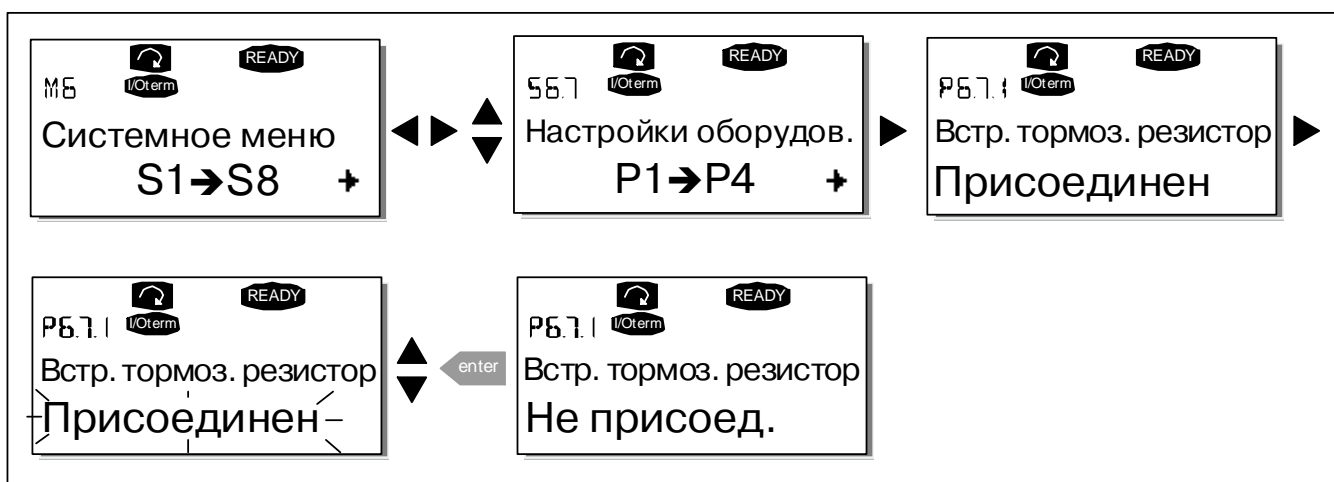 READY
M6 I/Oterm
Системное меню
S1➔S8
READY
S6.7 I/Oterm
Настройки оборудов.
P1➔P4
READY
P6.7.1 I/Oterm
Встр. тормоз. резистор
Присоединен
READY
P6.7.1 I/Oterm
Встр. тормоз. резистор
Присоединен
enter
READY
P6.7.1 I/Oterm
Встр. тормоз. резистор
Не присоед.